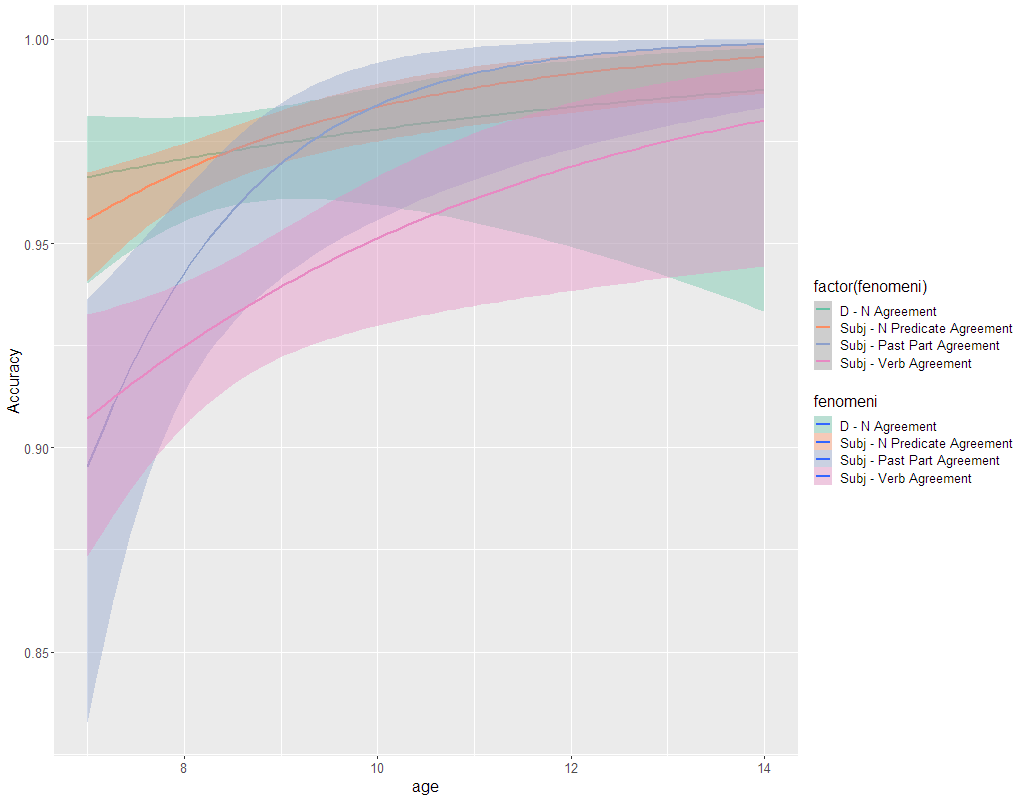 1.00
0.95
0.90
0.85
Accuracy
8
10
12
14
age
factor(fenomeni)
D - N Agreement
Subj - N Predicate Agreement
Subj - Past Part Agreement
Subj - Verb Agreement
fenomeni
D - N Agreement
Subj - N Predicate Agreement
Subj - Past Part Agreement
Subj - Verb Agreement